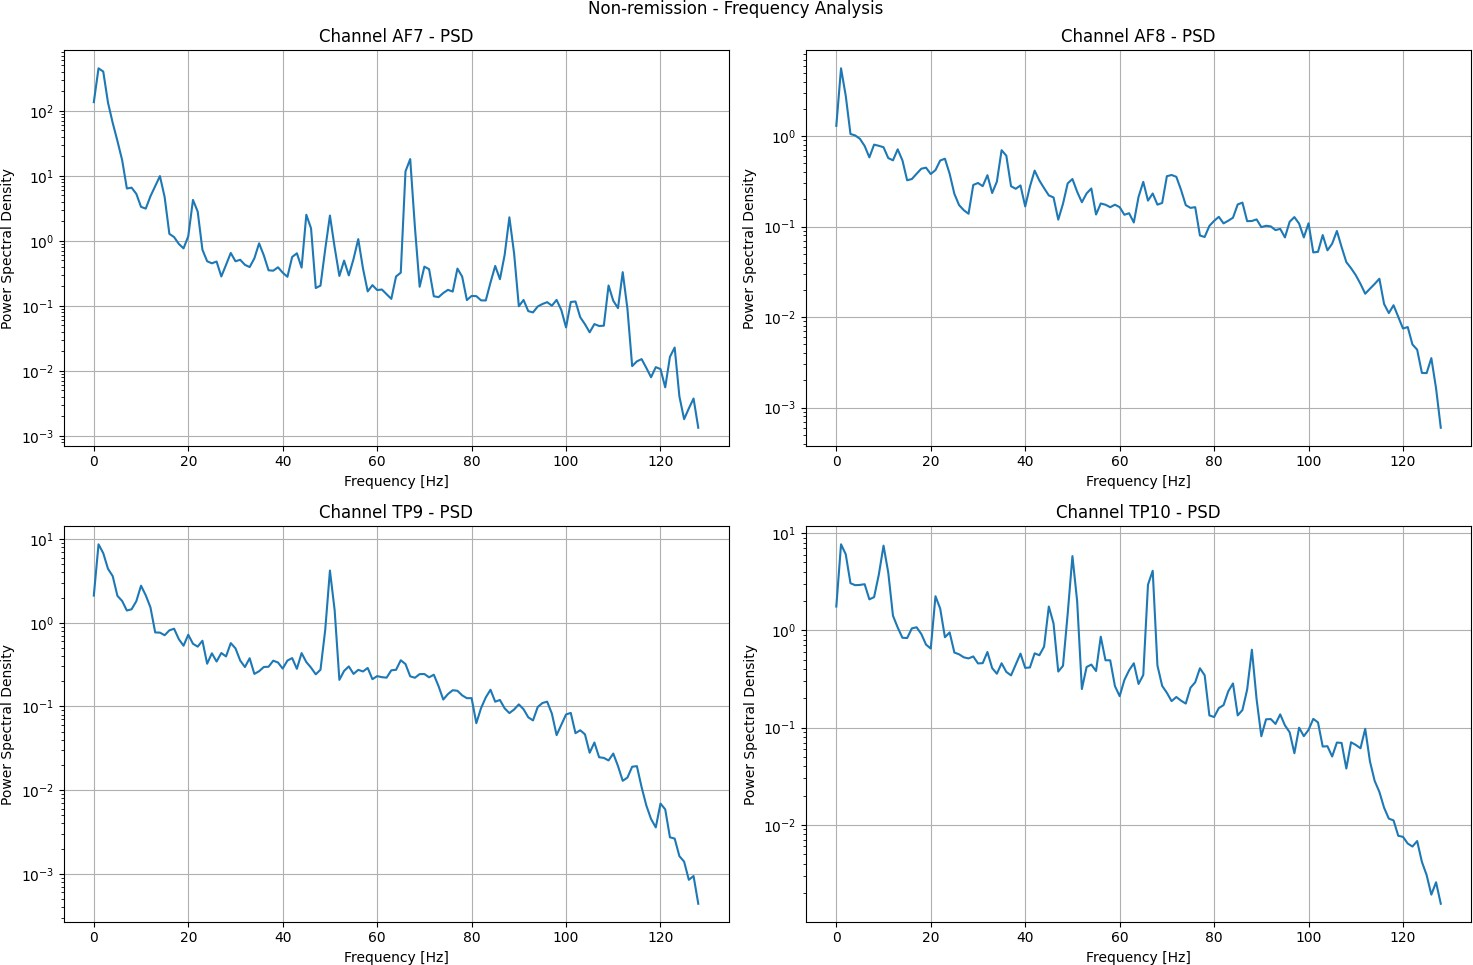 Non-remission - Frequency Analysis
Channel AF7 - PSD
Power Spectral Density
10²
10¹
10⁰
10⁻¹
10⁻²
10⁻³
0 20 40 60 80 100 120
Frequency [Hz]
Channel AF8 - PSD
Power Spectral Density
10⁰
10⁻¹
10⁻²
10⁻³
0 20 40 60 80 100 120
Frequency [Hz]
Channel TP9 - PSD
Power Spectral Density
10¹
10⁰
10⁻¹
10⁻²
10⁻³
0 20 40 60 80 100 120
Frequency [Hz]
Channel TP10 - PSD
Power Spectral Density
10¹
10⁰
10⁻¹
10⁻²
0 20 40 60 80 100 120
Frequency [Hz]